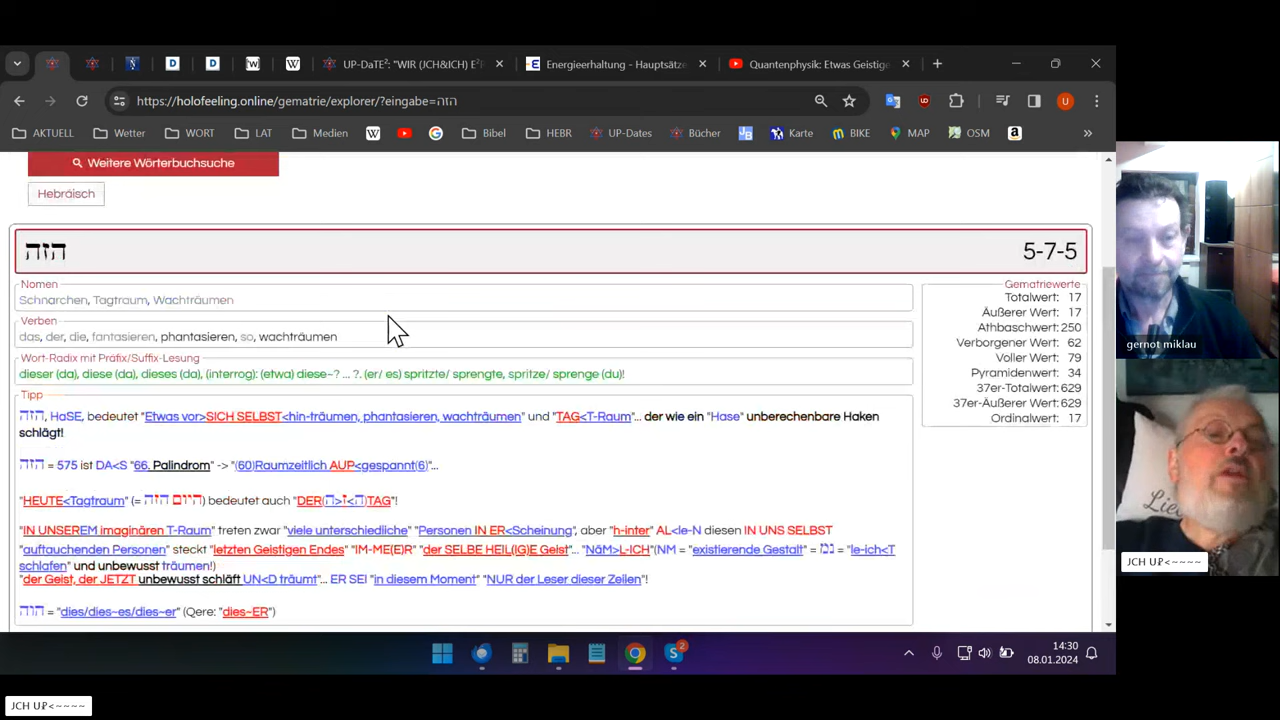 UP-DaTE²: "WIR (JCH&ICH) E²
Energieerhaltung - Hauptsätze
Quantenphysik: Etwas Geistige
https://holofeeling.online/gematrie/explorer/?eingabe=הזה
AKTUELL Wetter WORT LAT Medien Bibel HEBR UP-Dates Bücher Karte BIKE MAP OSM
Weitere Wörterbuchsuche
Hebräisch
הזה 5-7-5
Nomen
Schnarchen, Tagtraum, Wachträumen
Verben
das, der, die, fantasieren, phantasieren, so, wachträumen
Wort-Radix mit Präfix/Suffix-Lesung
dieser (da), diese (da), dieses (da), (interrog): (etwa) diese~? ... ?. (er/ es) spritzte/ sprengte, spritze/ sprenge (du)!
Tipp
הזה, HaSE, bedeutet "Etwas vor>SICH SELBST<hin-träumen, phantasieren, wachträumen" und "TAG<T-Raum"... der wie ein "Hase" unberechenbare Haken
schlägt!
הזה = 575 ist DA<S "66. Palindrom" -> "(60)Raumzeitlich AUP<gespannt(6)"...
"HEUTE<Tagtraum" (= היום הזה) bedeutet auch "DER(ה<ז<ה)TAG"!
"IN UNSEREM imaginären T-Raum" treten zwar "viele unterschiedliche" "Personen IN ER<Scheinung", aber "h-inter" AL<le-N diesen IN UNS SELBST
"auftauchenden Personen" steckt "letzten Geistigen Endes" "IM-ME(E)R" "der SELBE HEIL(IG)E Geist"... "NäM>L-ICH"(NM = "existierende Gestalt" = נמ = "le-ich<T
schlafen" und unbewusst träumen!)
"der Geist, der JETZT unbewusst schläft UN<D träumt"... ER SEI "in diesem Moment" "NUR der Leser dieser Zeilen"!
הוה = "dies/dies~es/dies~er" (Qere: "dies~ER")
Gematriewerte
Totalwert: 17
Äußerer Wert: 17
Athbaschwert: 250
Verborgener Wert: 62
Voller Wert: 79
Pyramidenwert: 34
37er-Totalwert: 629
37er-Äußerer Wert: 629
Ordinalwert: 17
gernot miklau
Lie
JCH UP<~~~~
14:30
08.01.2024
JCH UP<~~~~